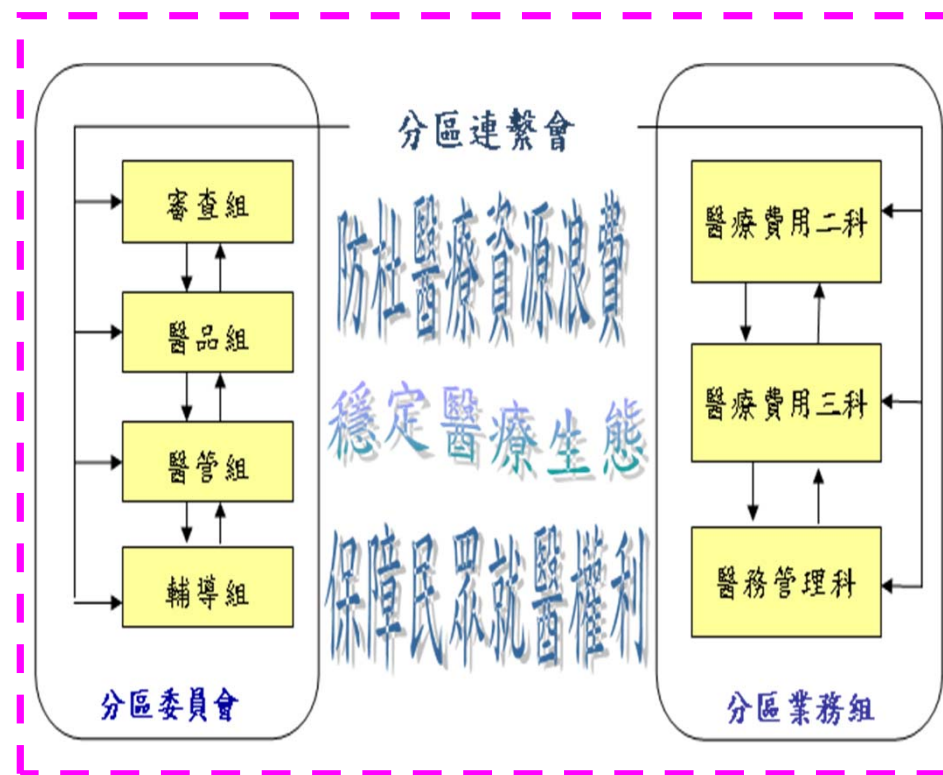 分區連繫會
審查組
醫品組
醫管組
輔導組
分區委員會
防杜醫療資源浪費
穩定醫療生態
保障民眾就醫權利
醫療費用二科
醫療費用三科
醫務管理科
分區業務組